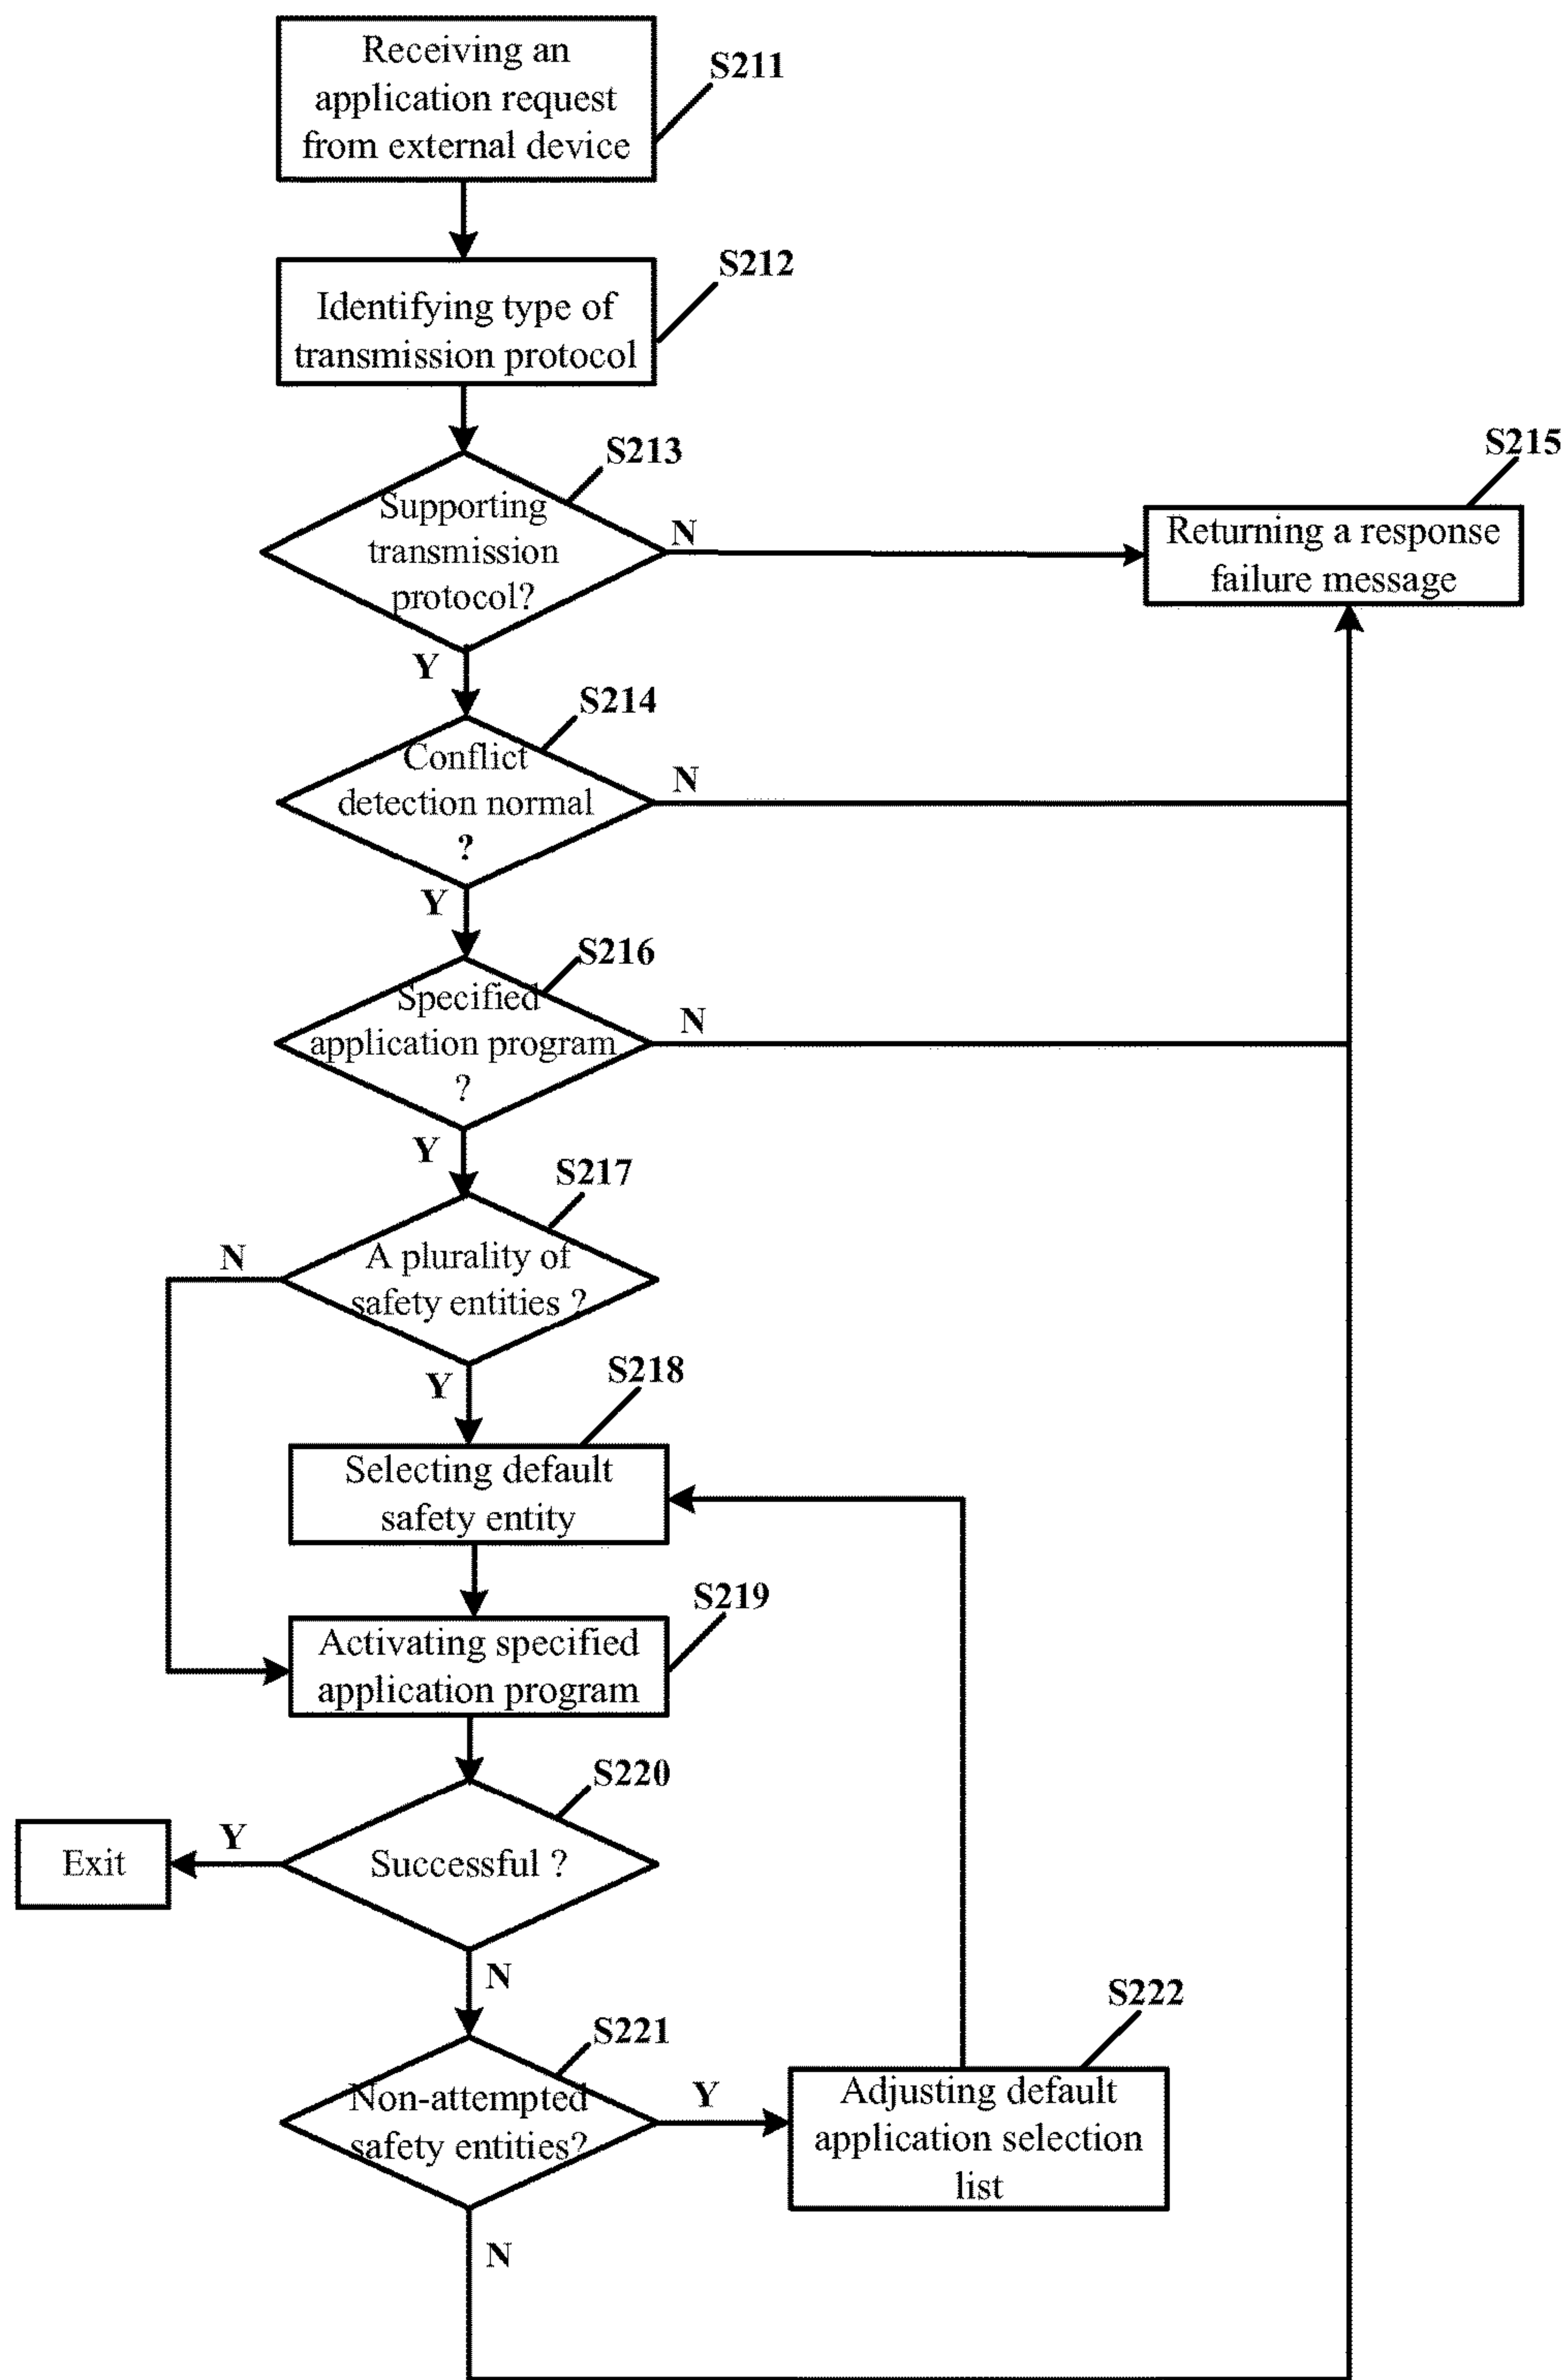 Receiving an
application request
from external device
S211
Identifying type of
transmission protocol
S212
Supporting
transmission
protocol?
S213
N
Y
Returning a response
failure message
S215
Conflict
detection normal
?
S214
N
Y
Specified
application program
?
S216
N
Y
A plurality of
safety entities ?
S217
N
Y
Selecting default
safety entity
S218
Activating specified
application program
S219
Successful ?
S220
Y
Exit
N
Non-attempted
safety entities?
S221
Y
Adjusting default
application selection
list
S222
N